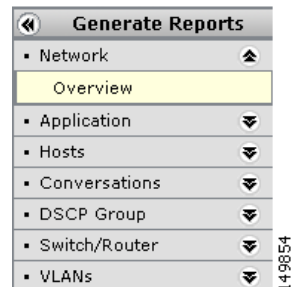 Generate Reports
Network
Overview
Application
Hosts
Conversations
DSCP Group
Switch/Router
VLANs
149854